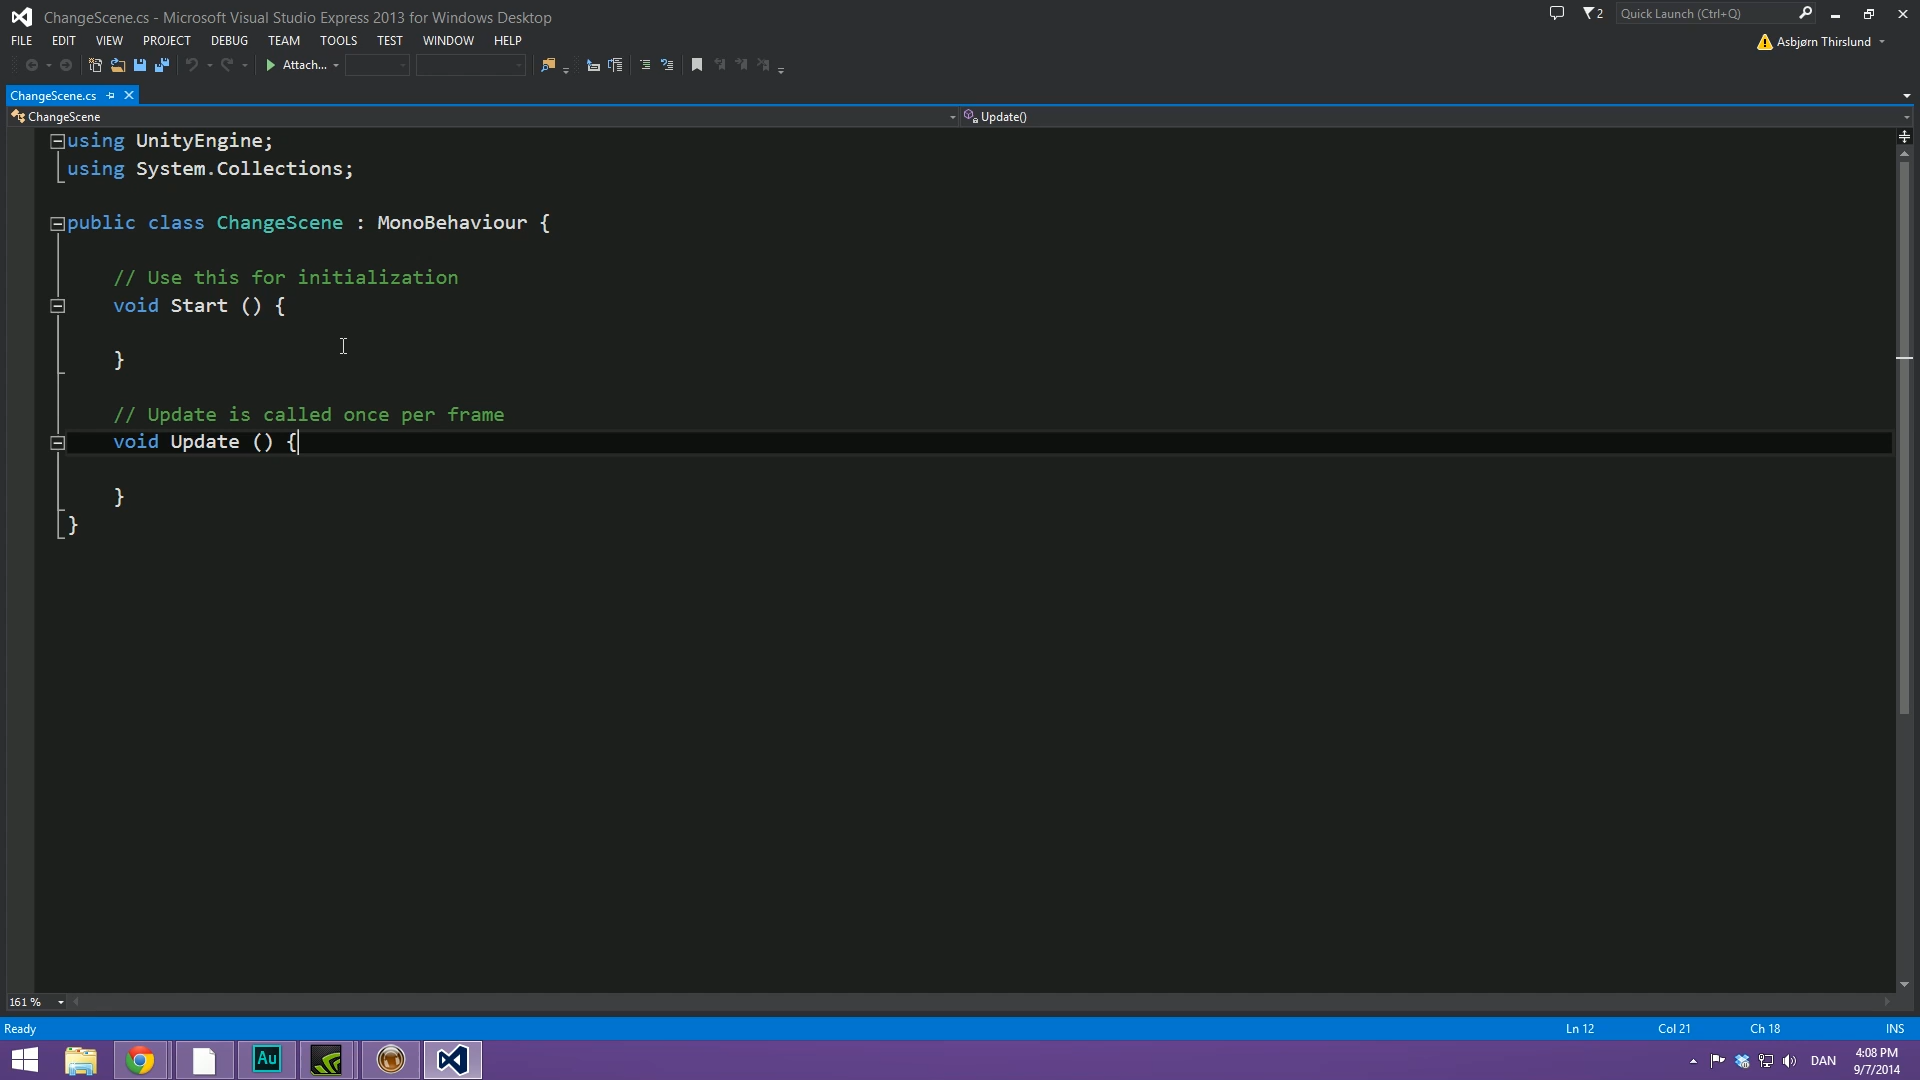 ChangeScene.cs - Microsoft Visual Studio Express 2013 for Windows Desktop
2
Quick Launch (Ctrl+Q)
FILE EDIT VIEW PROJECT DEBUG TEAM TOOLS TEST WINDOW HELP
Asbjørn Thirslund
Attach...
ChangeScene.cs
ChangeScene
Update()
using UnityEngine;
using System.Collections;
public class ChangeScene : MonoBehaviour {
// Use this for initialization
void Start () {
}
// Update is called once per frame
void Update () {
}
}
161 %
Ready
Ln 12 Col 21 Ch 18 INS
Au
DAN
4:08 PM
9/7/2014